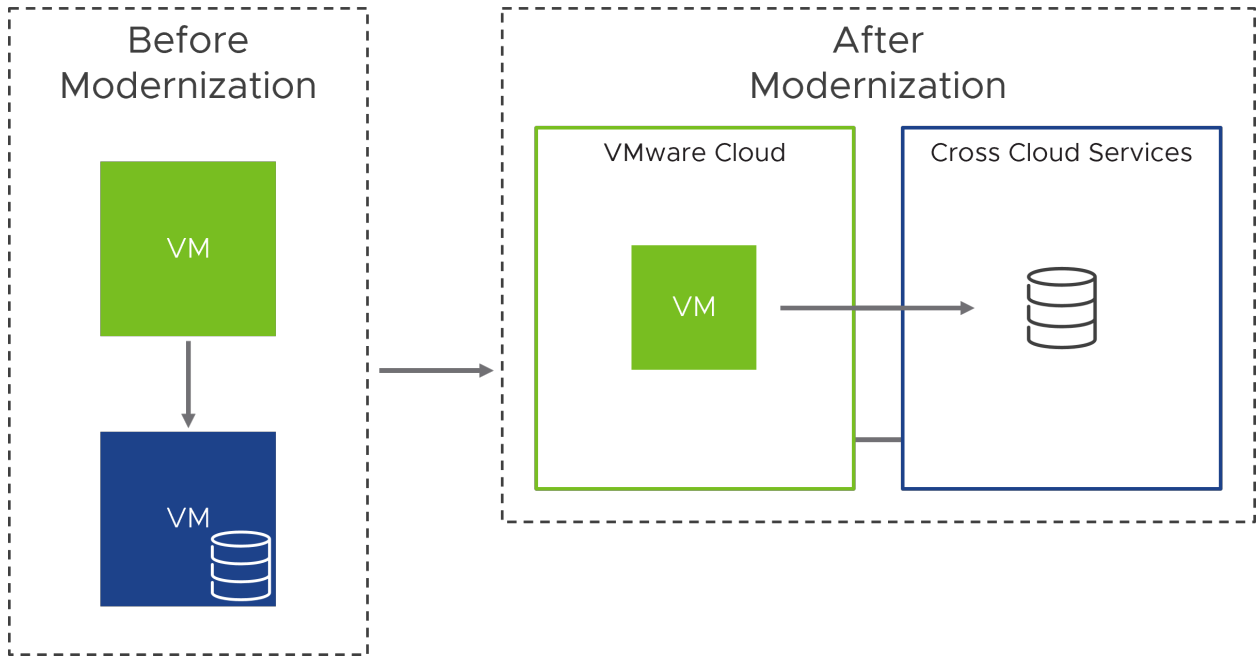 Before
Modernization
VM
VM
After
Modernization
VMware Cloud
VM
Cross Cloud Services